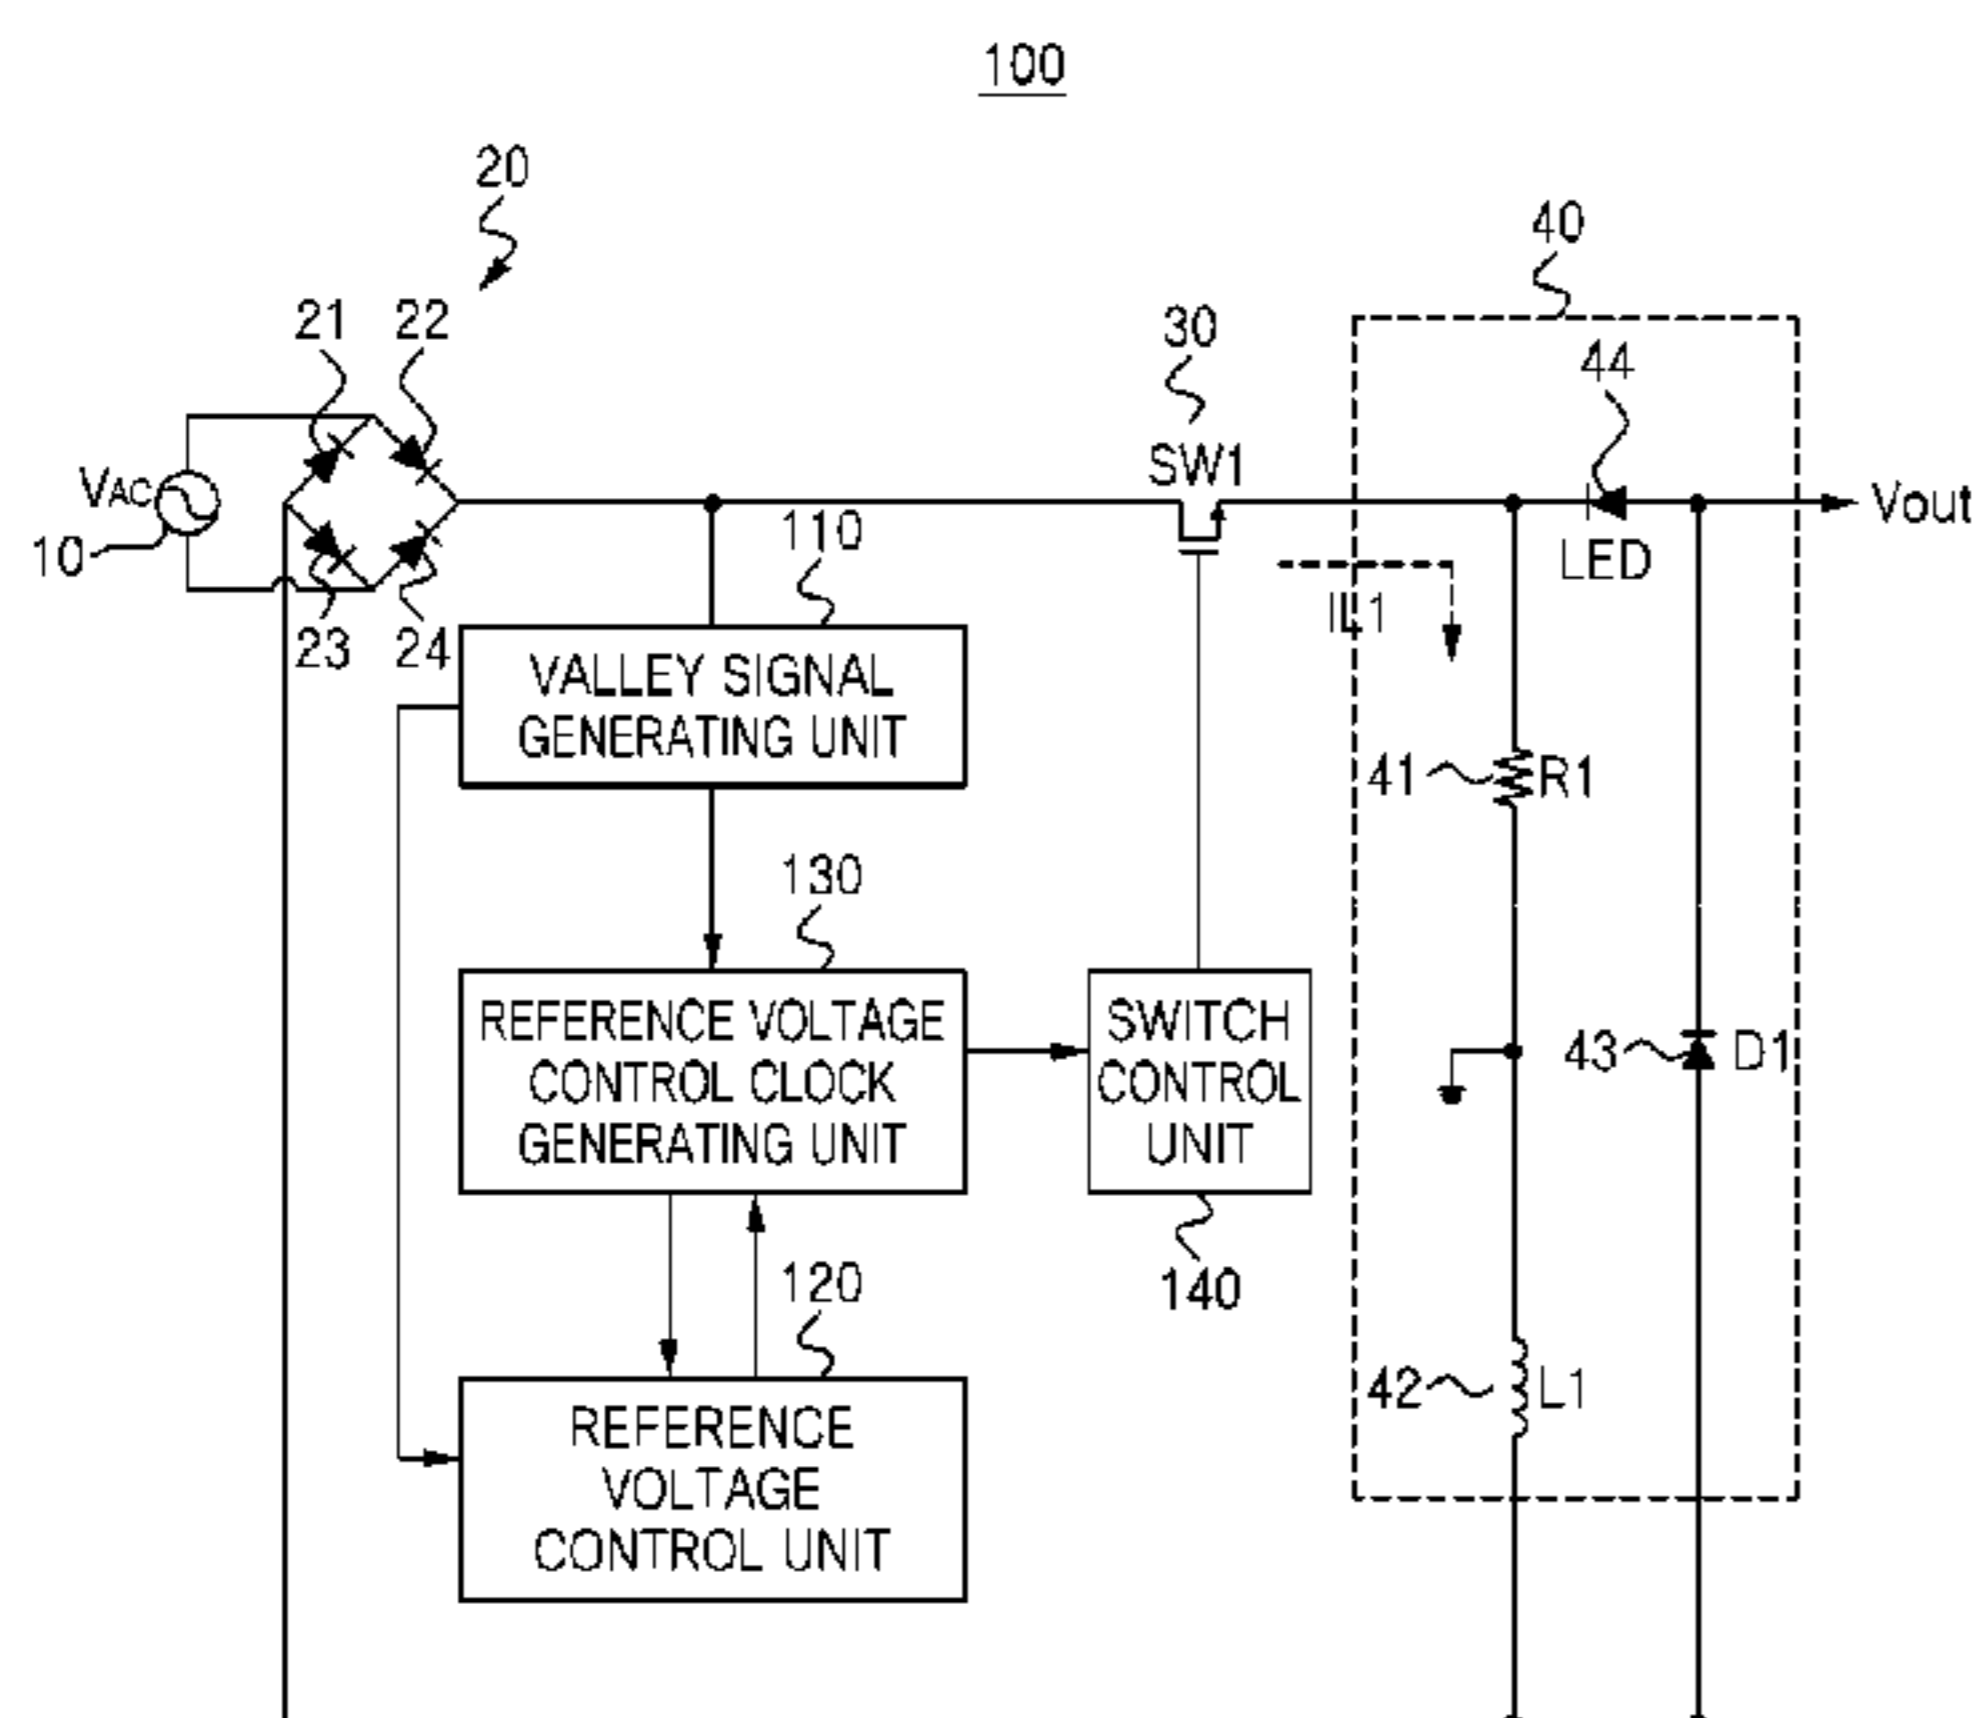 100
20
40
21 22
30
44
SW1
VAC
Vout
110
10
LED
IL1
23 24
VALLEY SIGNAL
GENERATING UNIT
41 R1
130
REFERENCE VOLTAGE
CONTROL CLOCK
GENERATING UNIT
SWITCH
CONTROL
UNIT
43 D1
120
140
42 L1
REFERENCE
VOLTAGE
CONTROL UNIT